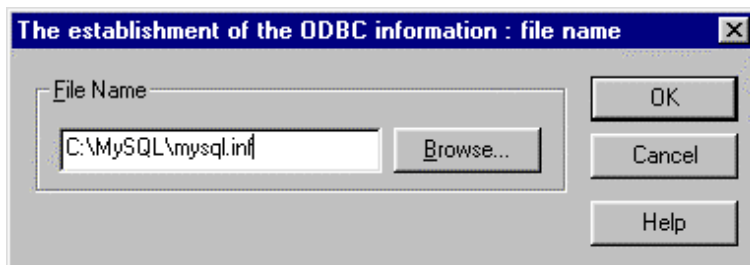 The establishment of the ODBC information : file name
File Name
OK
C:\MySQL\mysql.inf
Browse...
Cancel
Help